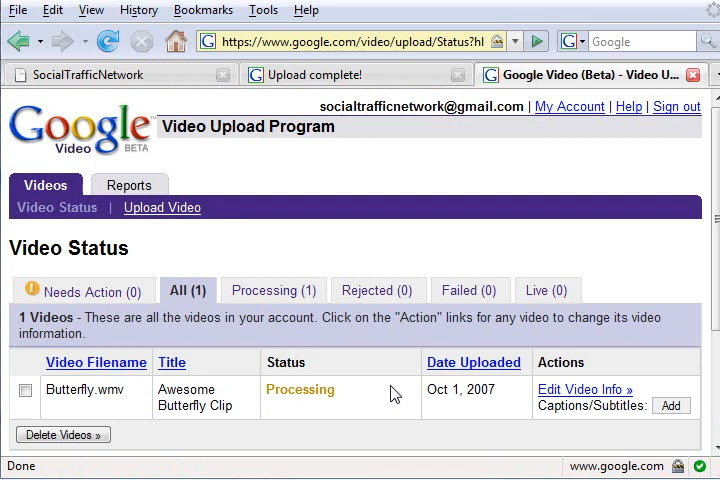 File Edit View History Bookmarks Tools Help
https://www.google.com/video/upload/Status?hl
Google
SocialTrafficNetwork
Upload complete!
Google Video (Beta) - Video U...
socialtrafficnetwork@gmail.com | My Account | Help | Sign out
Google Video BETA
Video Upload Program
Videos Reports
Video Status | Upload Video
Video Status
Needs Action (0) All (1) Processing (1) Rejected (0) Failed (0) Live (0)
1 Videos - These are all the videos in your account. Click on the "Action" links for any video to change its video
information.
Video Filename Title Status Date Uploaded Actions
Butterfly.wmv Awesome Processing Oct 1, 2007 Edit Video Info »
Butterfly Clip Captions/Subtitles: Add
Delete Videos »
Done www.google.com